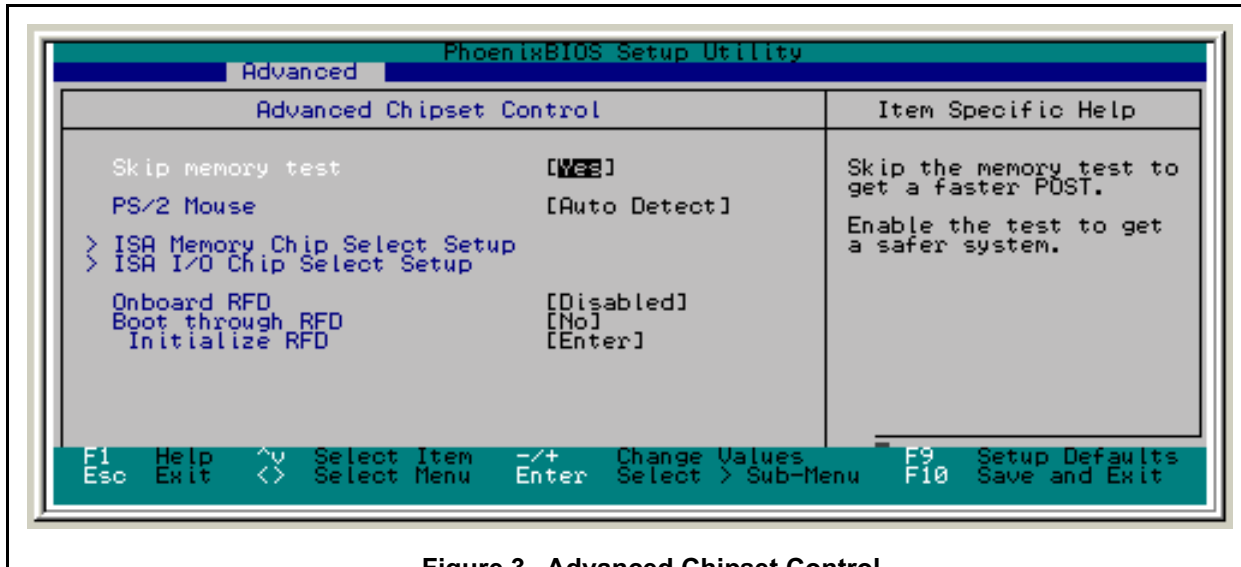 PhoenixBIOS Setup Utility
Advanced
Advanced Chipset Control
Item Specific Help
Skip memory test [Yes]
PS/2 Mouse [Auto Detect]
> ISA Memory Chip Select Setup
> ISA I/O Chip Select Setup
Onboard RFD [Disabled]
Boot through RFD [No]
Initialize RFD [Enter]
Skip the memory test to
get a faster POST.
Enable the test to get
a safer system.
F1 Help ^v Select Item -/+ Change Values F9 Setup Defaults
Esc Exit <> Select Menu Enter Select > Sub-Menu F10 Save and Exit
Figure 3. Advanced Chipset Control